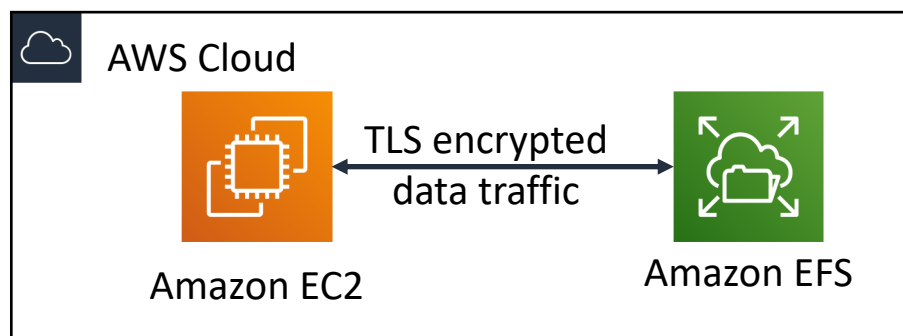 AWS Cloud
TLS encrypted
data traffic
Amazon EC2
Amazon EFS